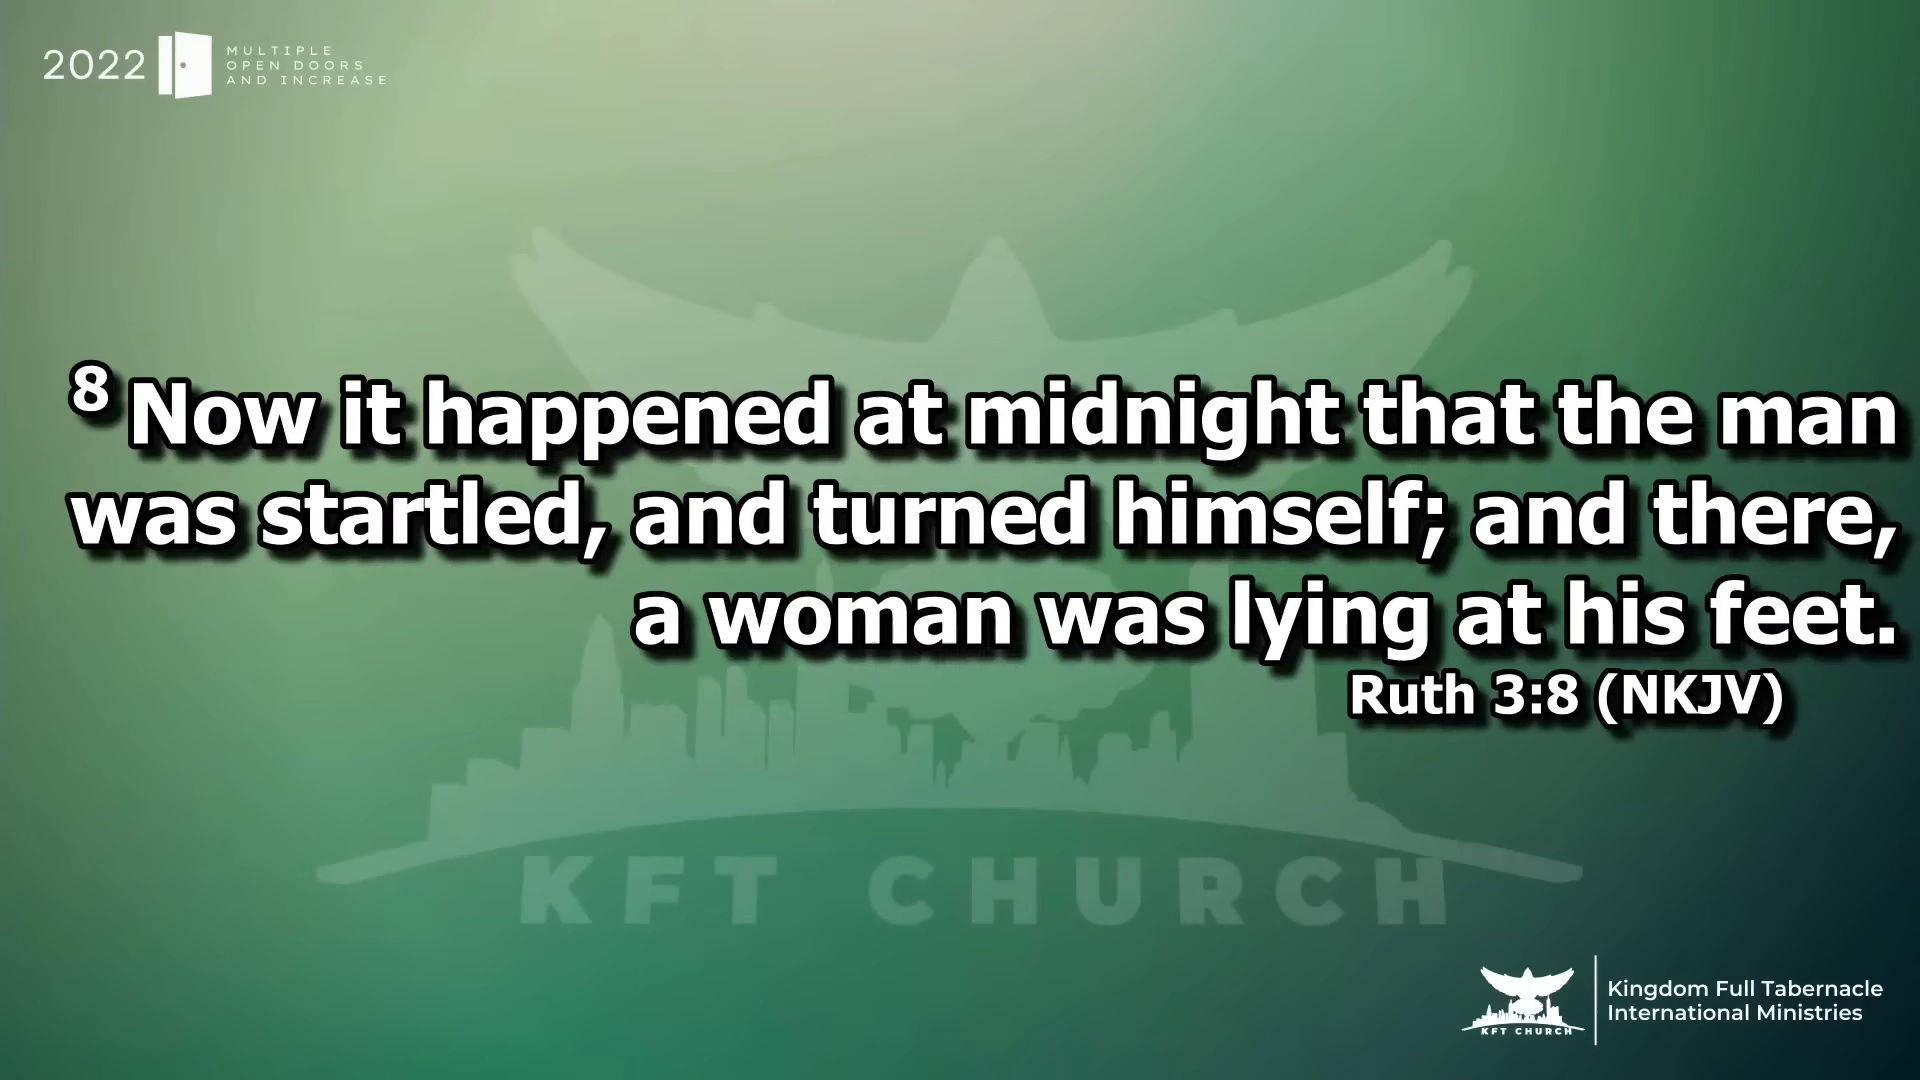 2022
MULTIPLE
OPEN DOORS
AND INCREASE
8 Now it happened at midnight that the man
was startled, and turned himself; and there,
a woman was lying at his feet.
Ruth 3:8 (NKJV)
KFT CHURCH
KFT CHURCH
Kingdom Full Tabernacle
International Ministries